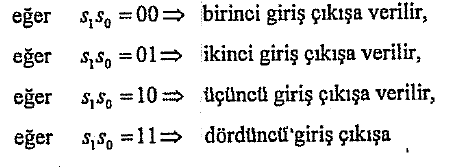 eğer s₁s₀ = 00 ⇒ birinci giriş çıkışa verilir,
eğer s₁s₀ = 01 ⇒ ikinci giriş çıkışa verilir,
eğer s₁s₀ = 10 ⇒ üçüncü giriş çıkışa verilir,
eğer s₁s₀ = 11 ⇒ dördüncü giriş çıkışa